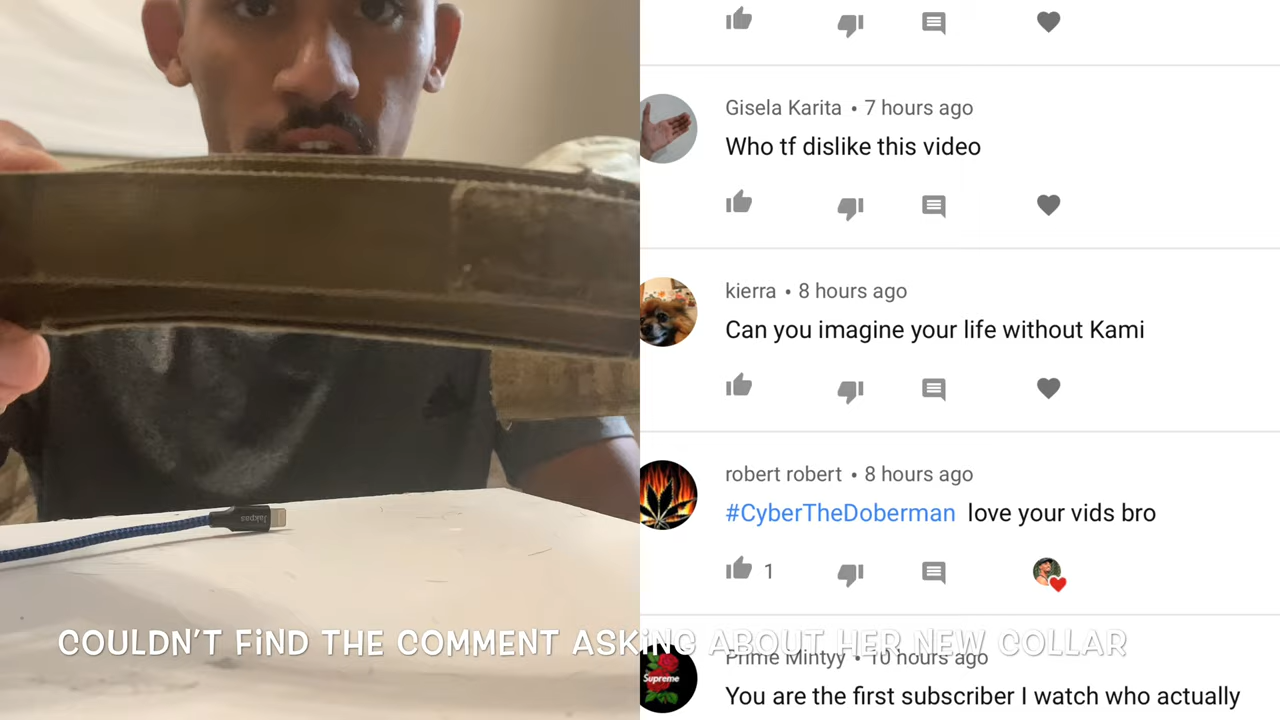 Gisela Karita • 7 hours ago
Who tf dislike this video
kierra • 8 hours ago
Can you imagine your life without Kami
robert robert • 8 hours ago
#CyberTheDoberman love your vids bro
1
Jukpas
COULDN'T FiND THE COMMENT ASKiNG ABOUT HER NEW COLLAR
Prime Mintyy • 10 hours ago
Supreme
You are the first subscriber I watch who actually